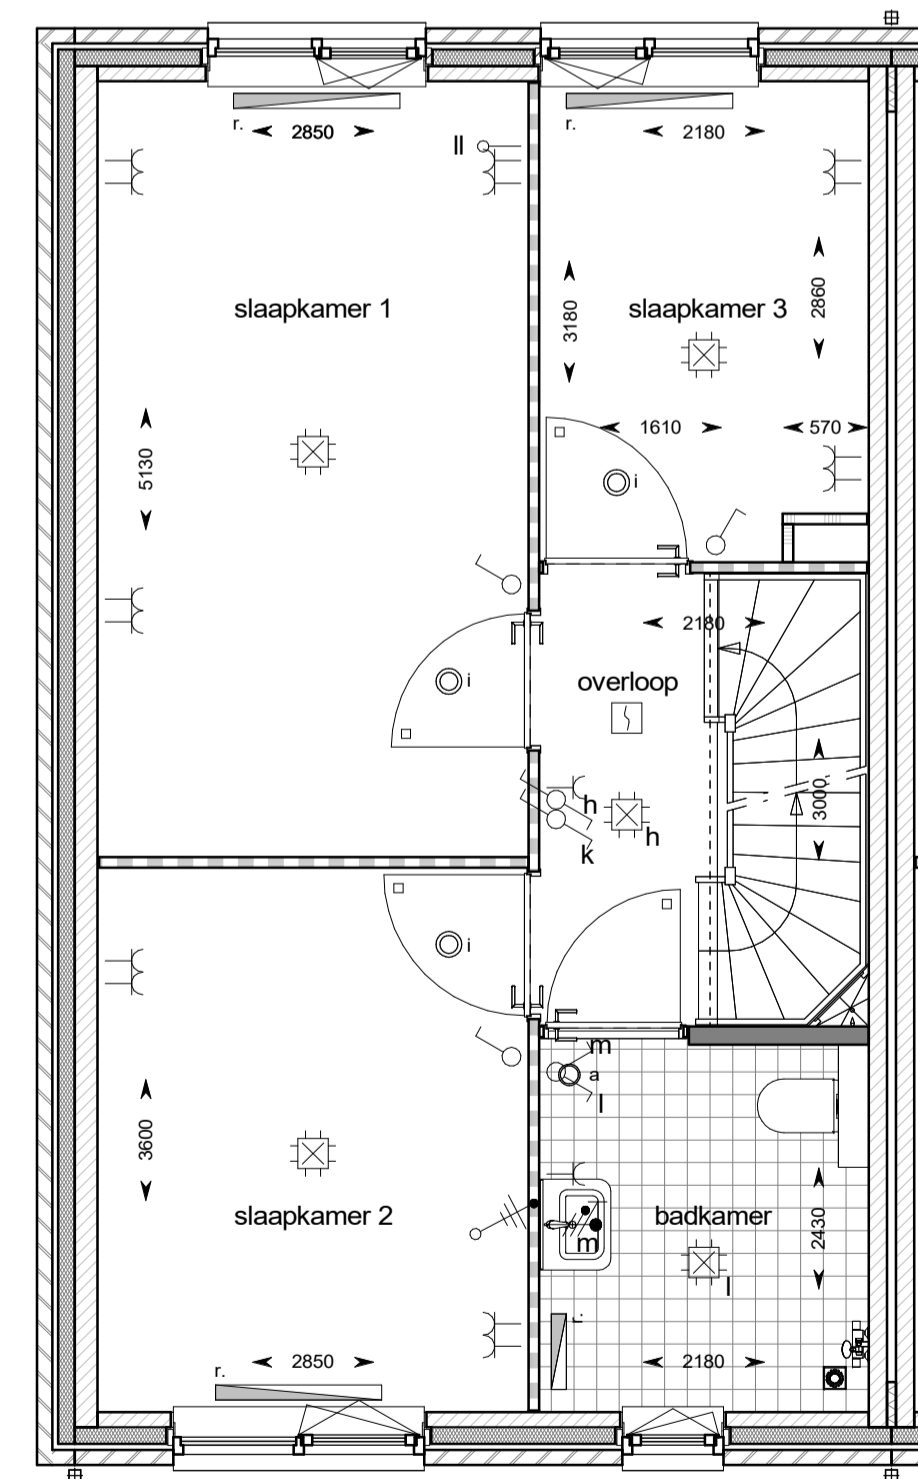 r.
2850
r.
2180
ll
slaapkamer 1
3180
slaapkamer 3
2860
5130
1610
570
i
2180
i
overloop
3000
h
h
k
i
m
a
l
3600
slaapkamer 2
badkamer
2430
m
l
r.
2850
r.
2180